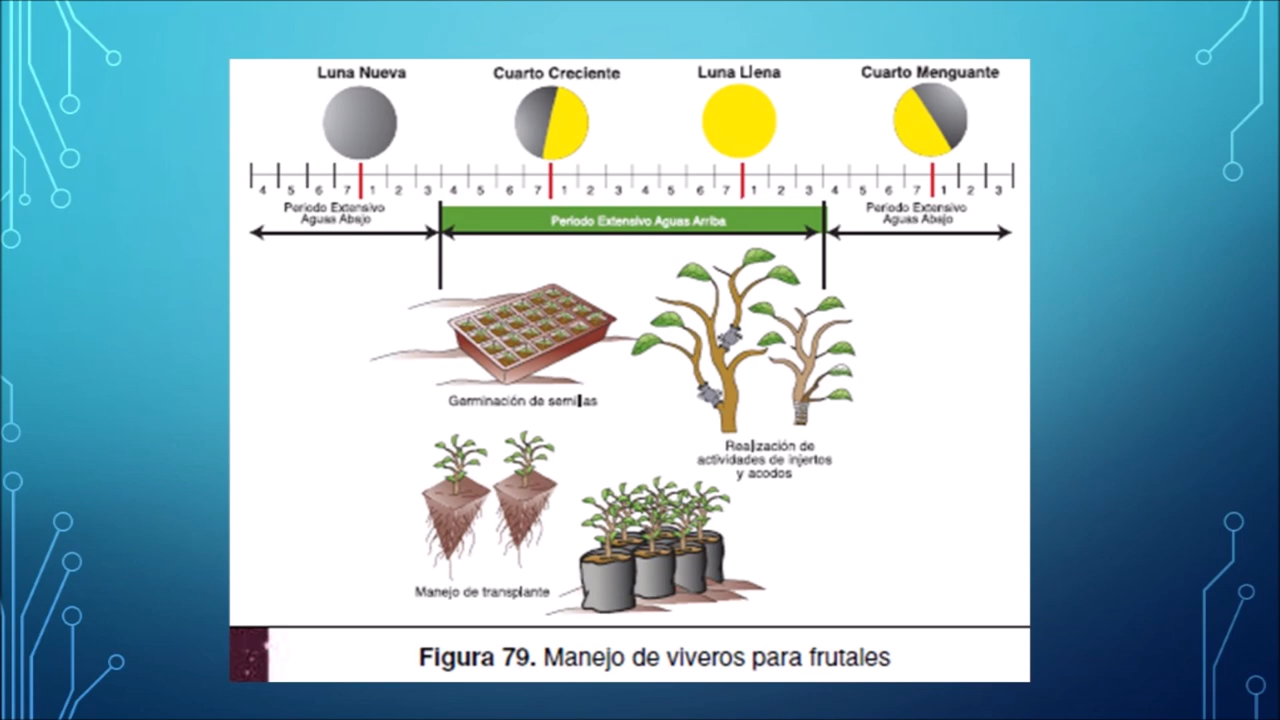 Luna Nueva Cuarto Creciente Luna Llena Cuarto Menguante
4 5 6 7 1 2 3 4 5 6 7 1 2 3 4 5 6 7 1 2 3 4 5 6 7 1 2 3
Periodo Extensivo
Aguas Abajo
Periodo Extensivo Aguas Arriba
Periodo Extensivo
Aguas Abajo
Germinación de semillas
Realización de
actividades de injertos
y acodos
Manejo de transplante
Figura 79. Manejo de viveros para frutales